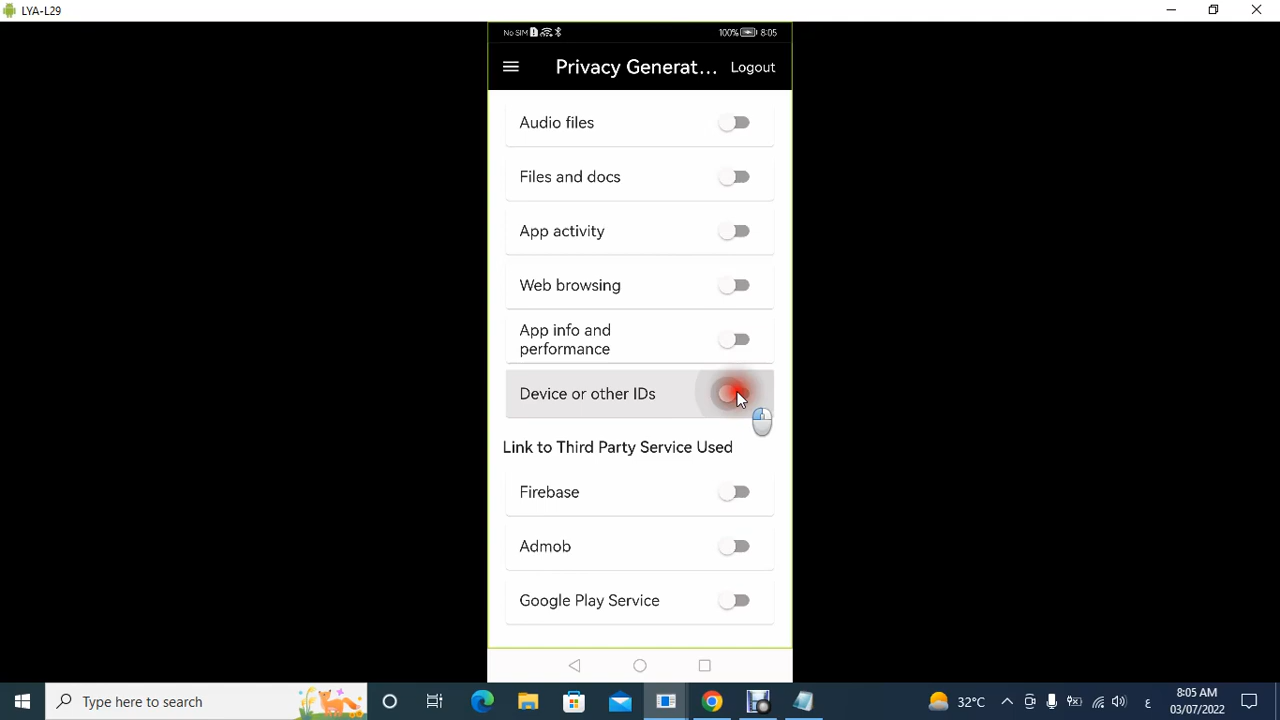 LYA-L29
No SIM
100% 8:05
Privacy Generat... Logout
Audio files
Files and docs
App activity
Web browsing
App info and
performance
Device or other IDs
Link to Third Party Service Used
Firebase
Admob
Google Play Service
Type here to search
32°C
ع
8:05 AM
03/07/2022